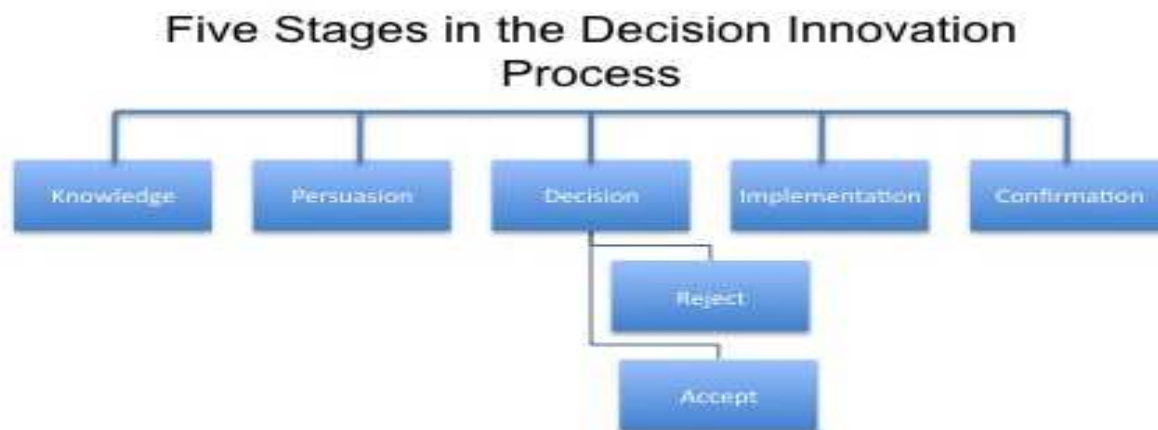 Five Stages in the Decision Innovation
Process
Knowledge
Persuasion
Decision
Implementation
Confirmation
Reject
Accept